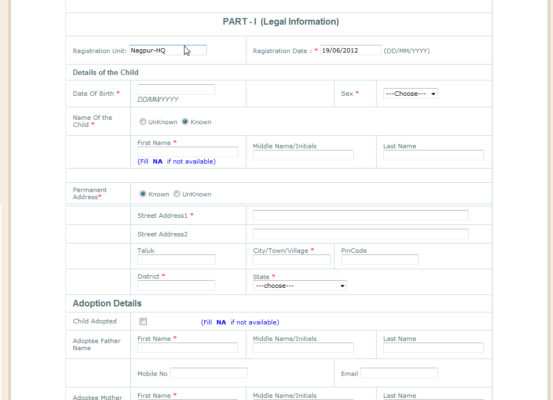 PART - I (Legal Information)
Registration Unit: Nagpur-HQ Registration Date : * 19/06/2012 (DD/MM/YYYY)
Details of the Child
Date Of Birth * DD/MM/YYYY Sex * ---Choose---
Name Of the Child * UnKnown Known
First Name * Middle Name/Initials Last Name
(Fill NA if not available)
Permanent Address* Known UnKnown
Street Address1 *
Street Address2
Taluk City/Town/Village * PinCode
District * State *
---choose---
Adoption Details
Child Adopted (Fill NA if not available)
Adoptee Father Name First Name * Middle Name/Initials Last Name
Mobile No Email
Adoptee Mother First Name * Middle Name/Initials Last Name